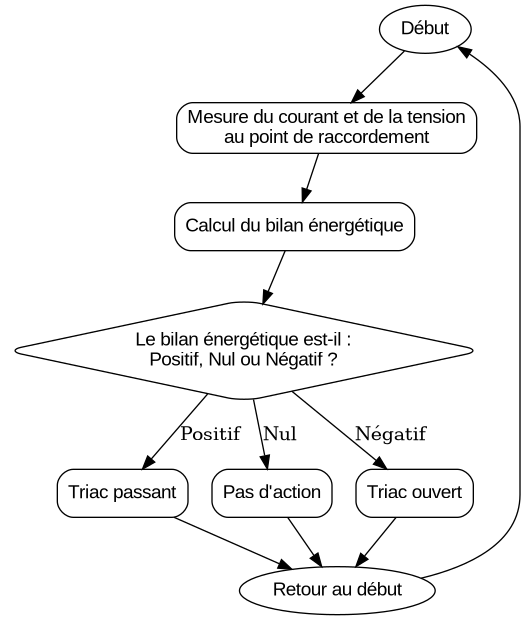 Début
Mesure du courant et de la tension
au point de raccordement
Calcul du bilan énergétique
Le bilan énergétique est-il :
Positif, Nul ou Négatif ?
Positif
Nul
Négatif
Triac passant
Pas d'action
Triac ouvert
Retour au début